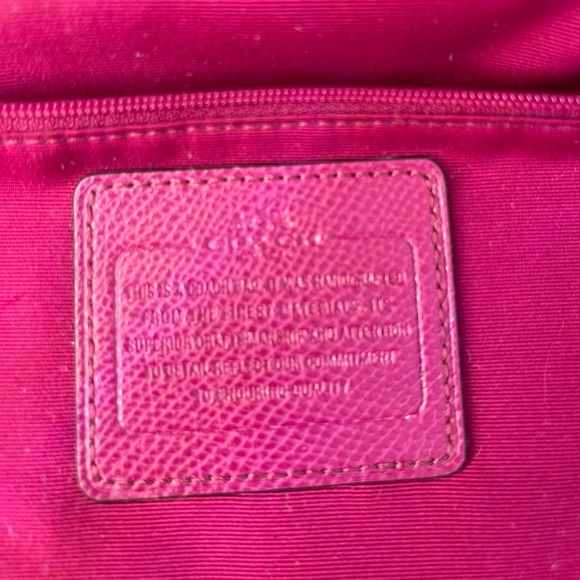 COACH
THIS IS A COACH BAG. IT WAS HANDCRAFTED
FROM THE FINEST MATERIALS. ITS
SUPERIOR CRAFTSMANSHIP AND ATTENTION
TO DETAIL REFLECT OUR COMMITMENT
TO ENDURING QUALITY.